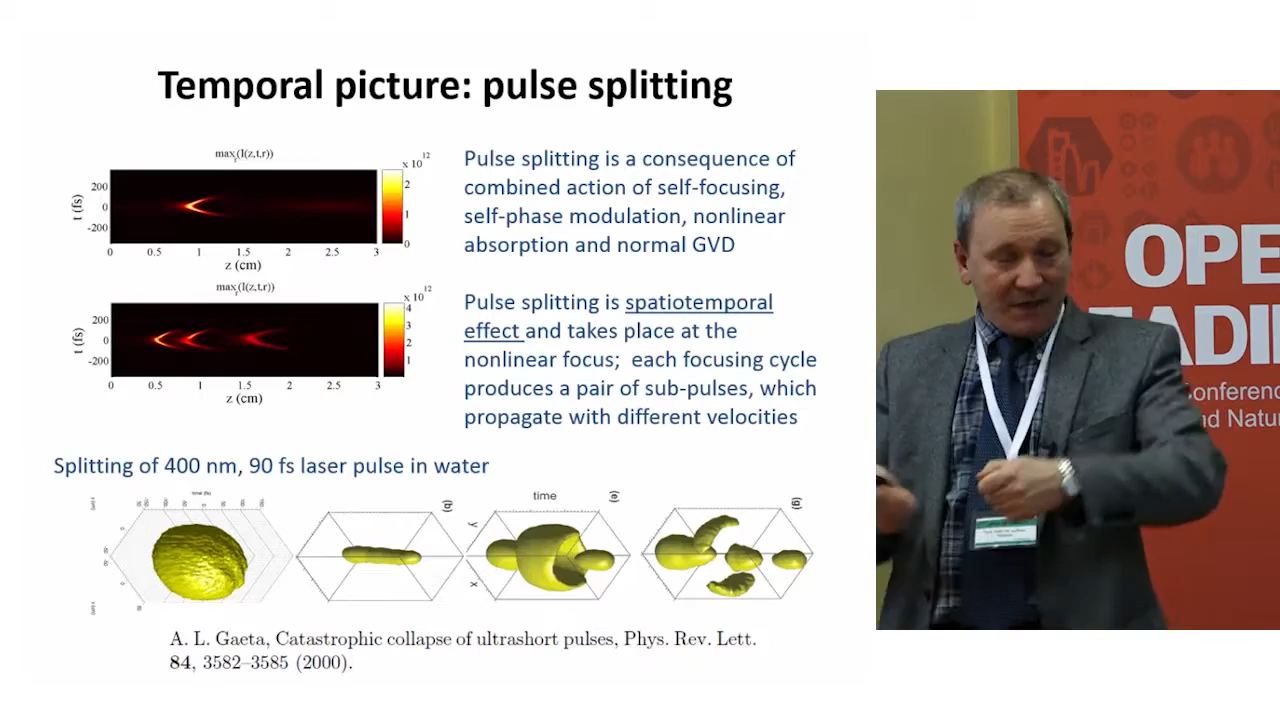 Temporal picture: pulse splitting
max_r(I(z,t,r))
x 10^12
200
0
-200
t (fs)
2
1
0
0 0.5 1 1.5 2 2.5 3
z (cm)
max_r(I(z,t,r))
x 10^12
200
0
-200
t (fs)
4
3
2
1
0 0.5 1 1.5 2 2.5 3
z (cm)
Pulse splitting is a consequence of
combined action of self-focusing,
self-phase modulation, nonlinear
absorption and normal GVD
Pulse splitting is spatiotemporal
effect and takes place at the
nonlinear focus; each focusing cycle
produces a pair of sub-pulses, which
propagate with different velocities
Splitting of 400 nm, 90 fs laser pulse in water
time (fs)
(b)
time
y
x
(e)
(g)
A. L. Gaeta, Catastrophic collapse of ultrashort pulses, Phys. Rev. Lett.
84, 3582–3585 (2000).
OPE
EADI
Conferenc
nd Natu